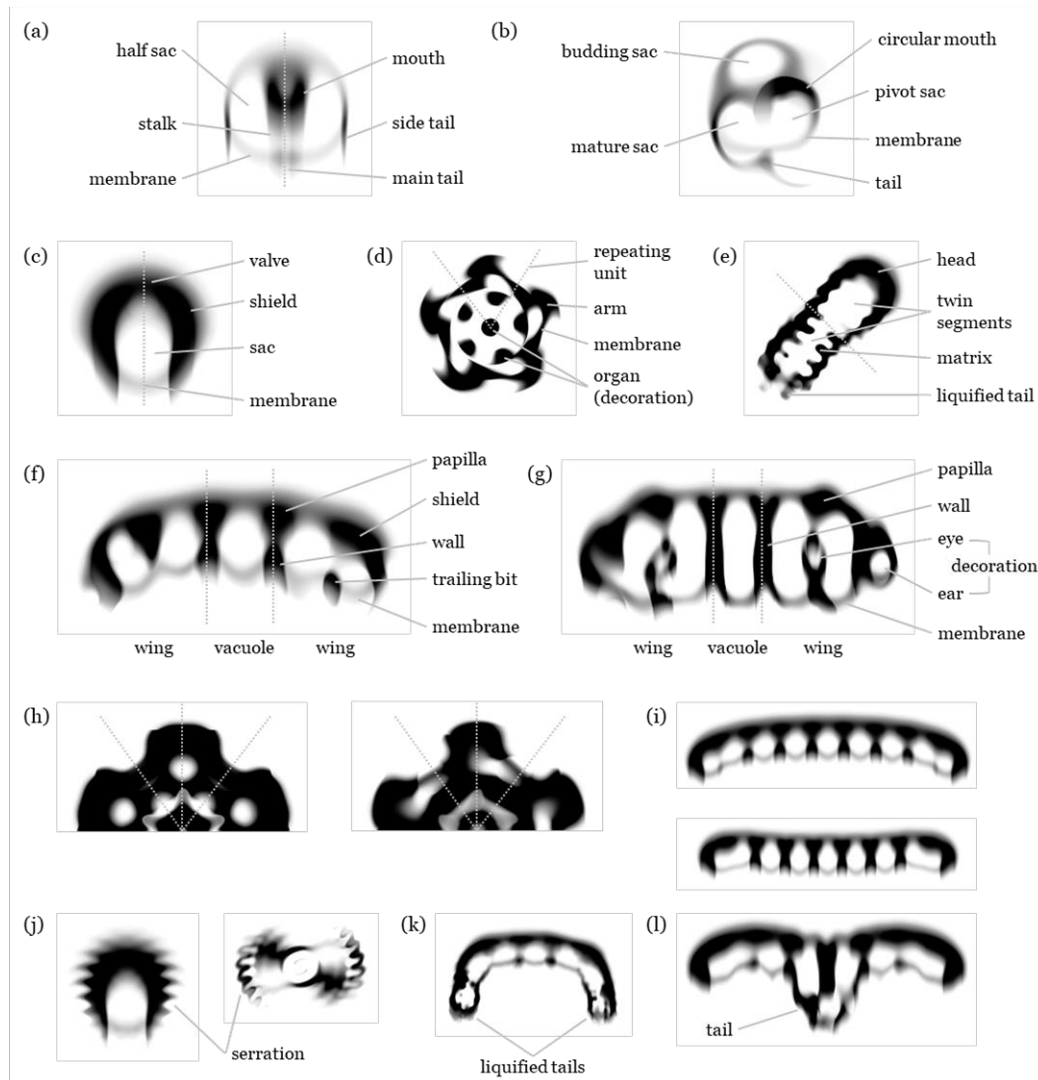 (a)
half sac
mouth
stalk
side tail
membrane
main tail
(b)
budding sac
circular mouth
pivot sac
mature sac
membrane
tail
(c)
valve
shield
sac
membrane
(d)
repeating
unit
arm
membrane
organ
(decoration)
(e)
head
twin
segments
matrix
liquified tail
(f)
papilla
shield
wall
trailing bit
membrane
wing
vacuole
wing
(g)
papilla
wall
eye
decoration
ear
membrane
wing
vacuole
wing
(h)
(i)
(j)
serration
(k)
liquified tails
(l)
tail